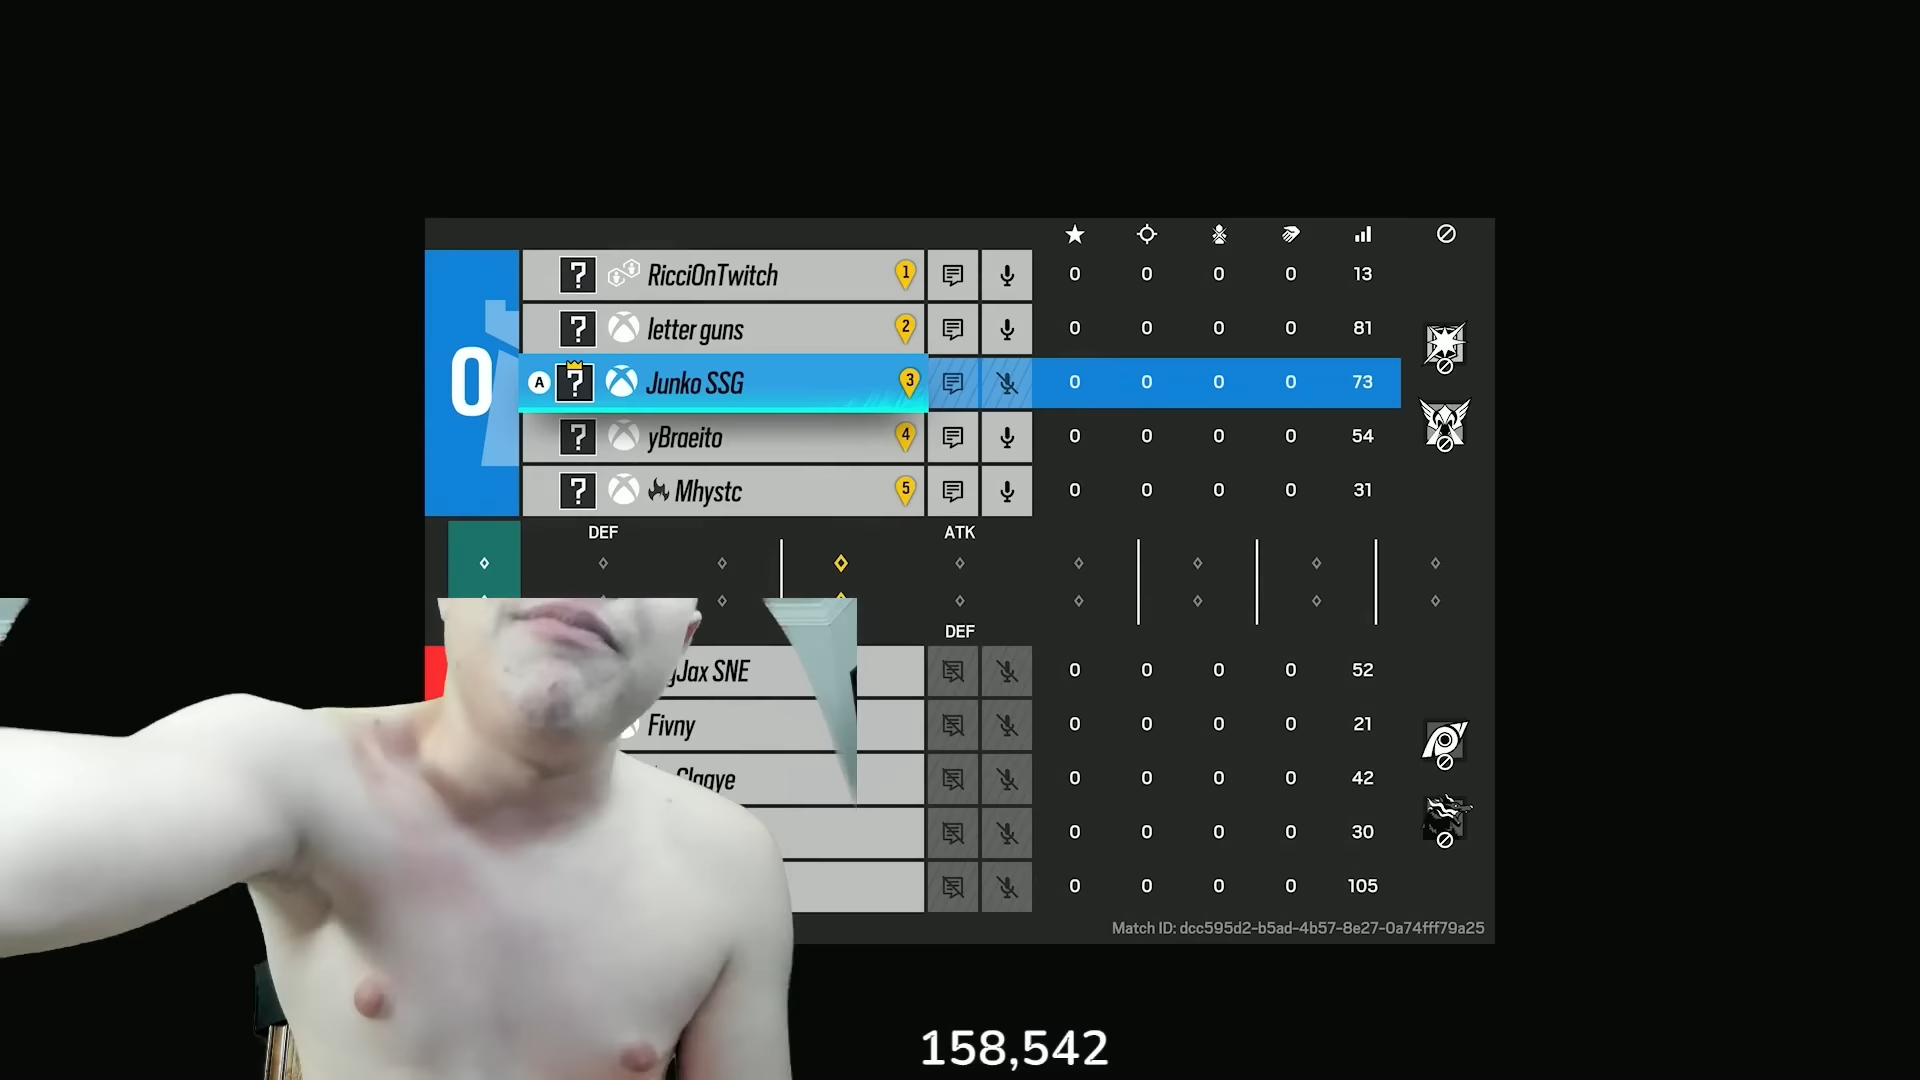 ? RicciOnTwitch 1 0 0 0 0 13
? letter guns 2 0 0 0 0 81
0 A ? Junko SSG 3 0 0 0 0 73
? yBraeito 4 0 0 0 0 54
? Mhystc 5 0 0 0 0 31
DEF ATK
DEF
Jax SNE 0 0 0 0 52
Fivny 0 0 0 0 21
0 0 0 0 42
0 0 0 0 30
0 0 0 0 105
Match ID: dcc595d2-b5ad-4b57-8e27-0a74fff79a25
158,542